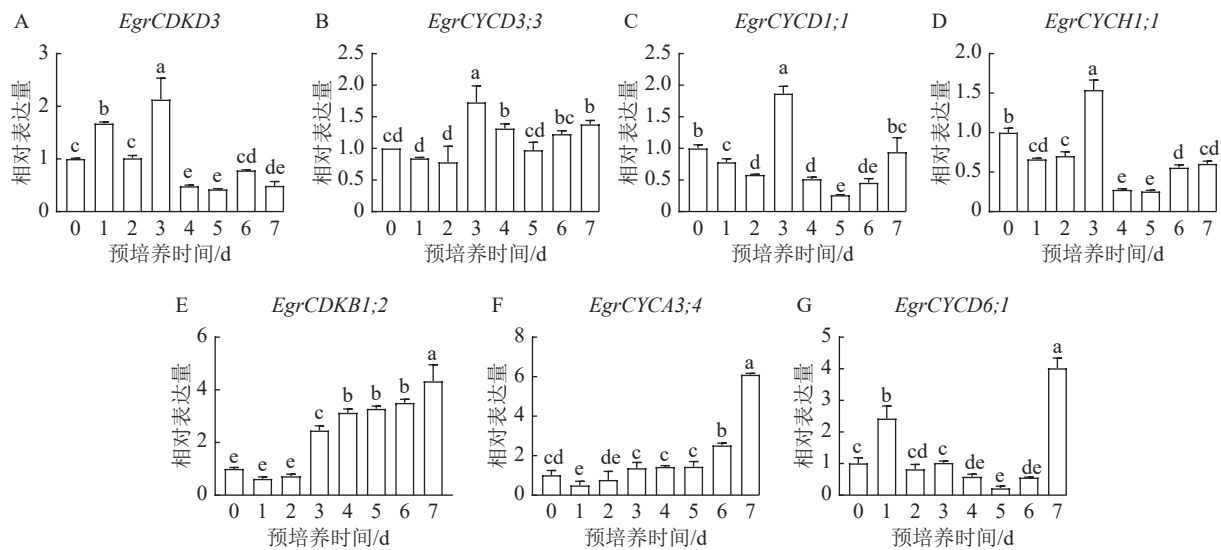 A EgrCDKD3
B EgrCYCD3;3
C EgrCYCD1;1
D EgrCYCH1;1
相对表达量
3
2
1
0
c
b
c
a
e
e
cd
de
0 1 2 3 4 5 6 7
预培养时间/d
相对表达量
2.5
2.0
1.5
1.0
0.5
0
cd
d
d
a
b
cd
bc
b
0 1 2 3 4 5 6 7
预培养时间/d
相对表达量
2.5
2.0
1.5
1.0
0.5
0
b
c
d
a
d
e
de
bc
0 1 2 3 4 5 6 7
预培养时间/d
相对表达量
2.0
1.5
1.0
0.5
0
b
cd
c
a
e
e
d
cd
0 1 2 3 4 5 6 7
预培养时间/d
E EgrCDKB1;2
F EgrCYCA3;4
G EgrCYCD6;1
相对表达量
6
4
2
0
e
e
e
c
b
b
b
a
0 1 2 3 4 5 6 7
预培养时间/d
相对表达量
8
6
4
2
0
cd
e
de
c
c
c
b
a
0 1 2 3 4 5 6 7
预培养时间/d
相对表达量
5
4
3
2
1
0
c
b
cd
c
de
e
de
a
0 1 2 3 4 5 6 7
预培养时间/d